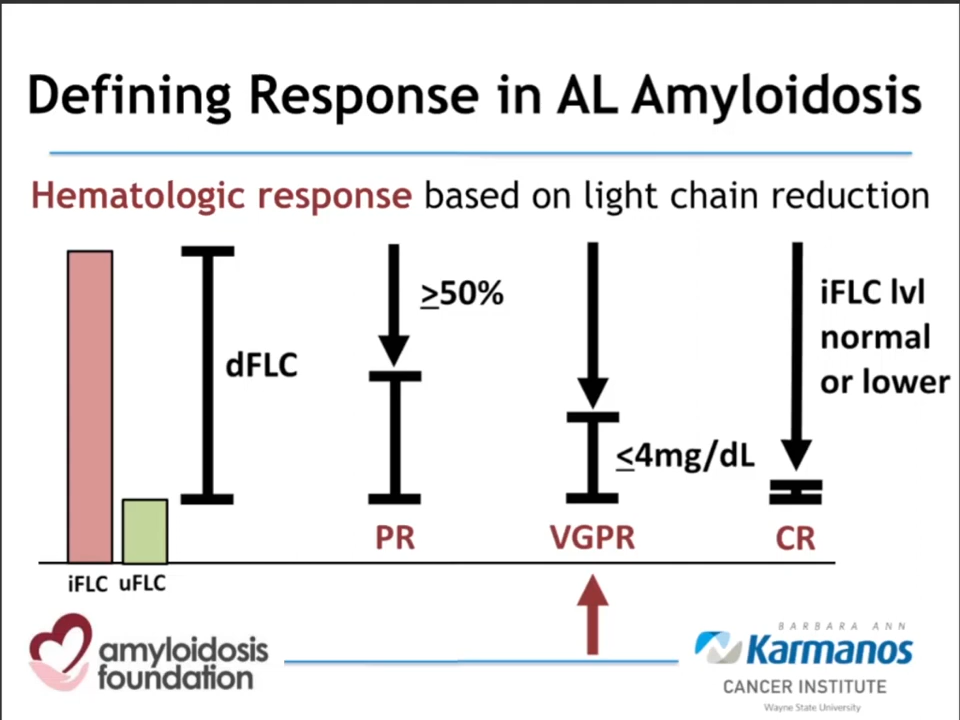 Defining Response in AL Amyloidosis
Hematologic response based on light chain reduction
dFLC
≥50%
≤4mg/dL
iFLC lvl
normal
or lower
PR
VGPR
CR
iFLC uFLC
amyloidosis
foundation
BARBARA ANN
Karmanos
CANCER INSTITUTE
Wayne State University